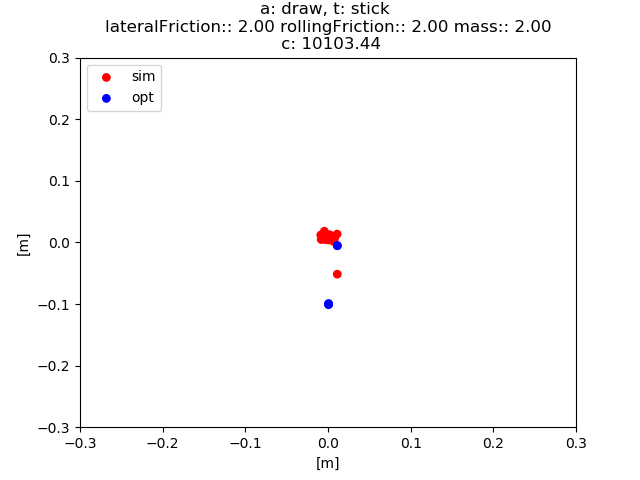 a: draw, t: stick
lateralFriction:: 2.00 rollingFriction:: 2.00 mass:: 2.00
c: 10103.44
sim
opt
0.3
0.2
0.1
0.0
−0.1
−0.2
−0.3
[m]
−0.3
−0.2
−0.1
0.0
0.1
0.2
0.3
[m]